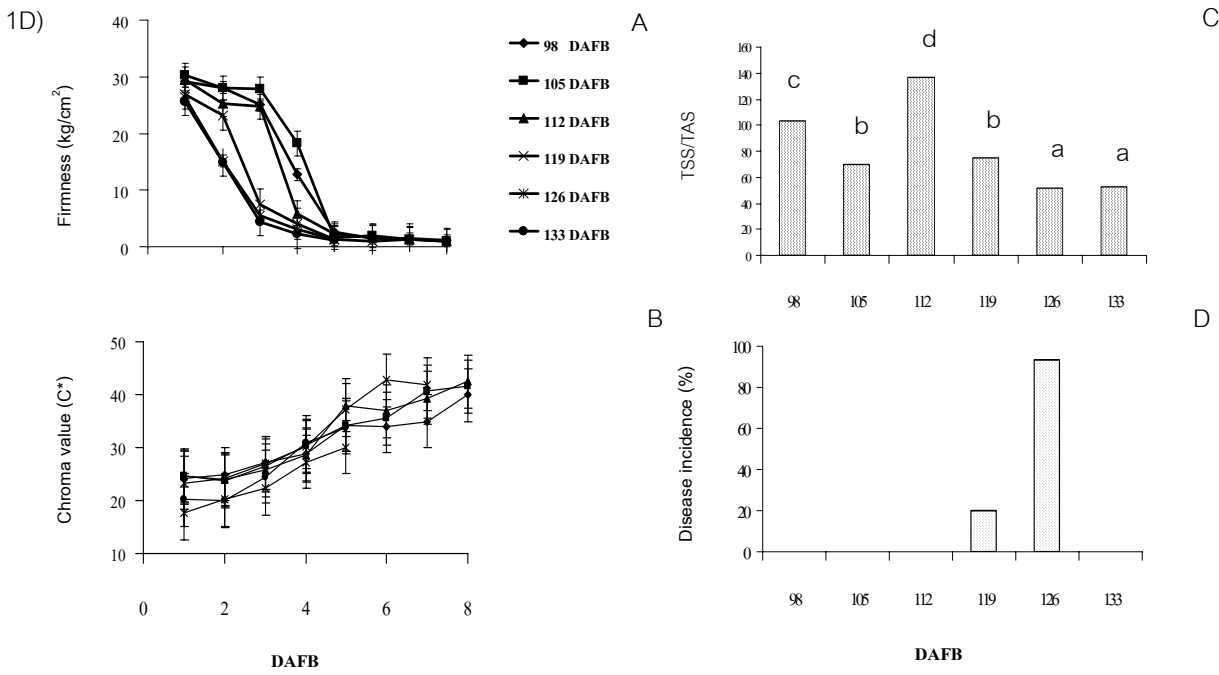 1D)
A
40
30
20
10
0
Firmness (kg/cm²)
98 DAFB
105 DAFB
112 DAFB
119 DAFB
126 DAFB
133 DAFB
B
50
40
30
20
10
Chroma value (C*)
0 2 4 6 8
DAFB
C
160
140
120
100
80
60
40
20
0
TSS/TAS
c b d b a a
98 105 112 119 126 133
D
100
80
60
40
20
0
Disease incidence (%)
98 105 112 119 126 133
DAFB